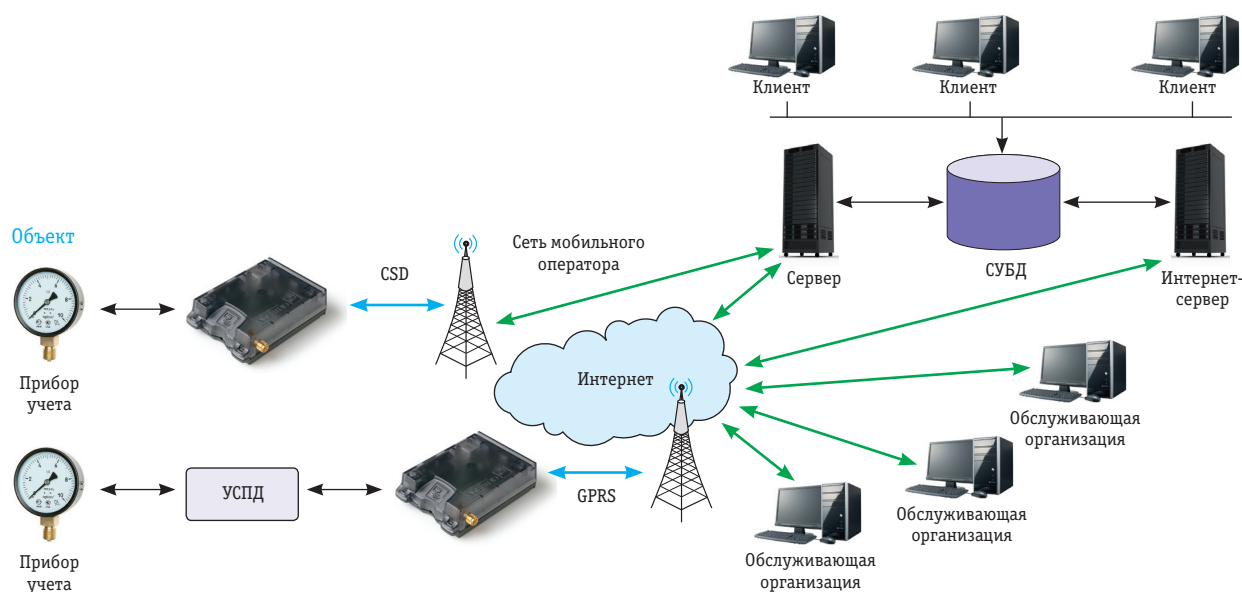 Клиент
Клиент
Клиент
Объект
CSD
Сеть мобильного
оператора
Сервер
СУБД
Интернет-
сервер
Прибор
учета
Интернет
Обслуживающая
организация
УСПД
GPRS
Обслуживающая
организация
Прибор
учета
Обслуживающая
организация